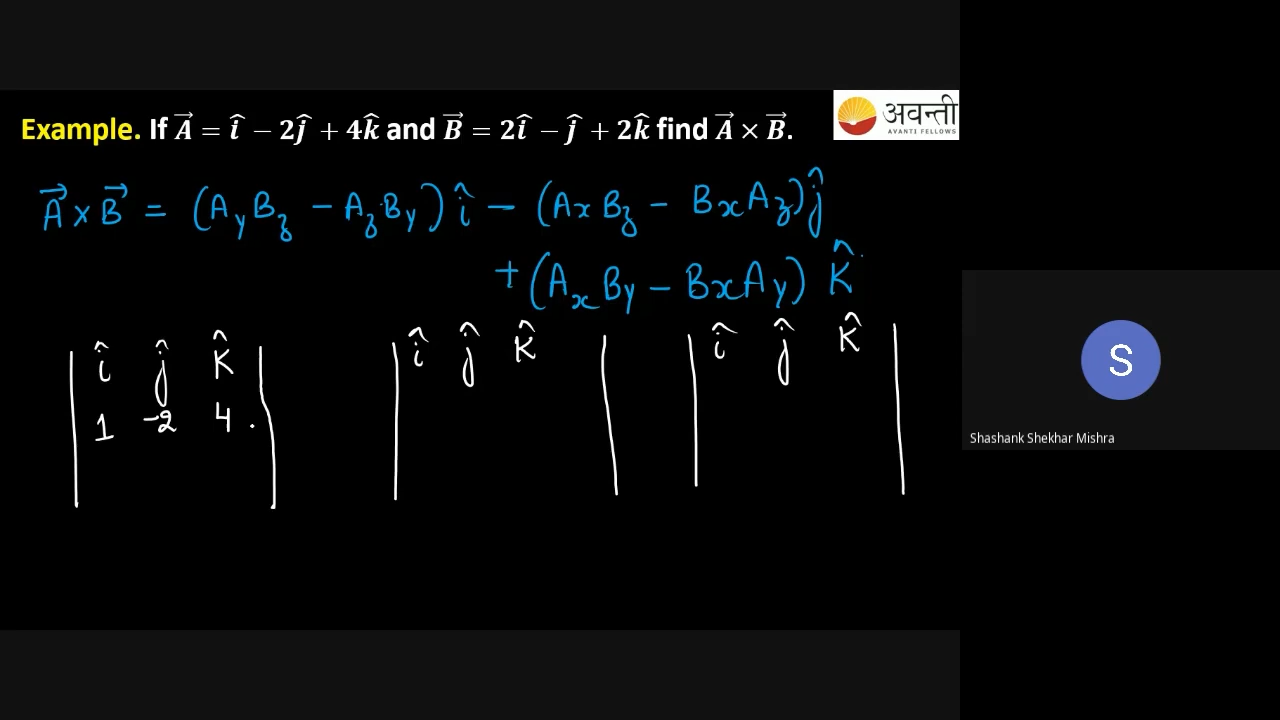 Example. If A⃗ = î − 2ĵ + 4k̂ and B⃗ = 2î − ĵ + 2k̂ find A⃗ × B⃗.
अवन्ती
AVANTI FELLOWS
A⃗ × B⃗ = (AyBz − AzBy) î − (AxBz − BxAz) ĵ
+ (AxBy − BxAy) K̂
î ĵ K̂ î ĵ K̂ î ĵ K̂
1 -2 4
S
Shashank Shekhar Mishra